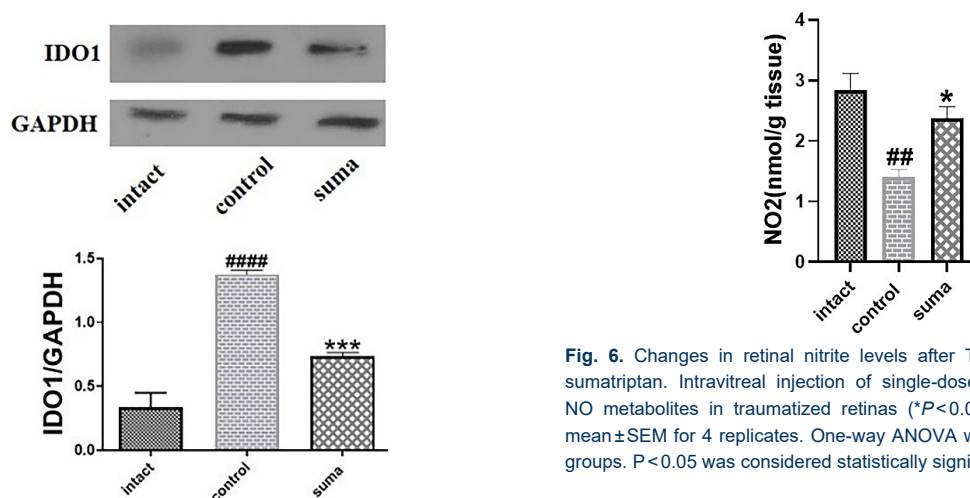 IDO1
GAPDH
intact
control
suma
IDO1/GAPDH
1.5
1.0
0.5
0.0
####
***
intact
control
suma
NO2(nmol/g tissue)
4
3
2
1
0
##
*
intact
control
suma
Fig. 6. Changes in retinal nitrite levels after T
sumatriptan. Intravitreal injection of single-dose
NO metabolites in traumatized retinas (*P<0.0
mean±SEM for 4 replicates. One-way ANOVA w
groups. P<0.05 was considered statistically signi